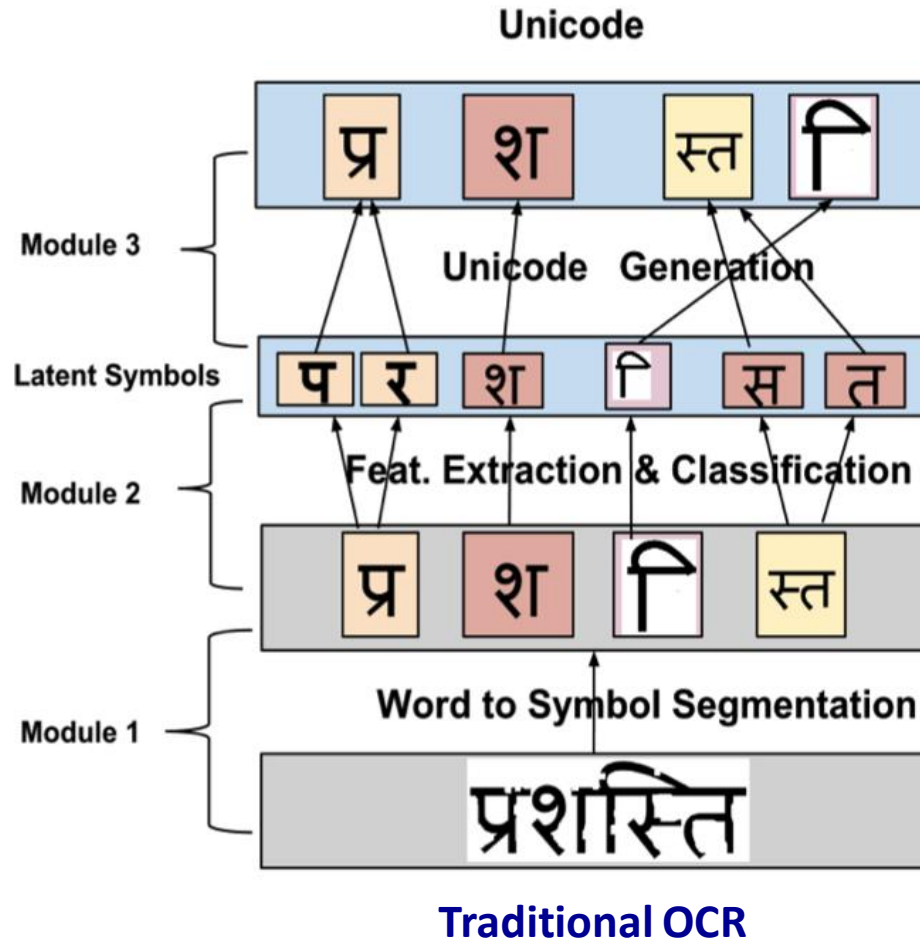 Unicode
प्र श स्त ि
Module 3
Unicode Generation
Latent Symbols
प र श ि स त
Feat. Extraction & Classification
Module 2
प्र श ि स्त
Word to Symbol Segmentation
Module 1
प्रशस्ति
Traditional OCR